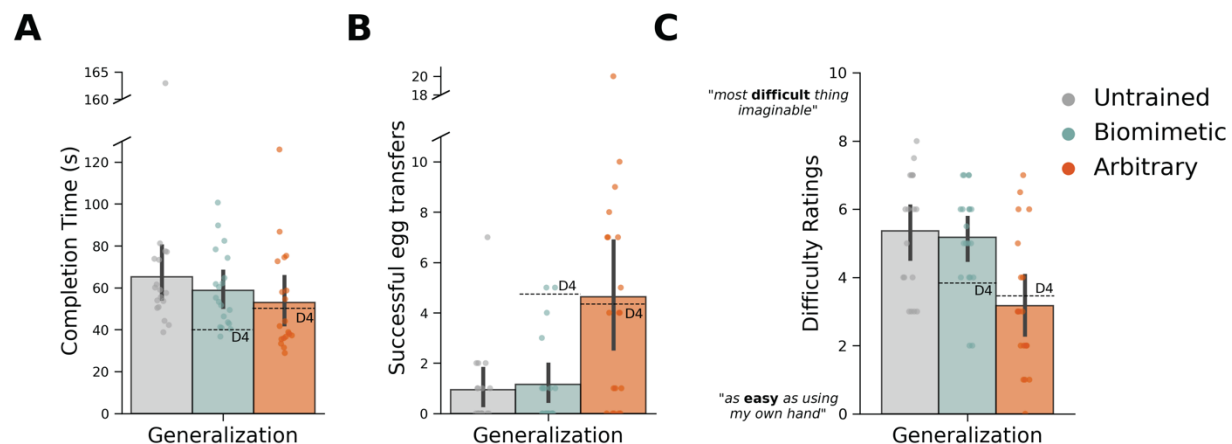 A
B
C
165
160
120
100
80
60
40
20
0
Completion Time (s)
D4
D4
Generalization
20
18
10
8
6
4
2
0
Successful egg transfers
D4
D4
Generalization
"most difficult thing
imaginable"
"as easy as using
my own hand"
10
8
6
4
2
0
Difficulty Ratings
D4
D4
Generalization
Untrained
Biomimetic
Arbitrary